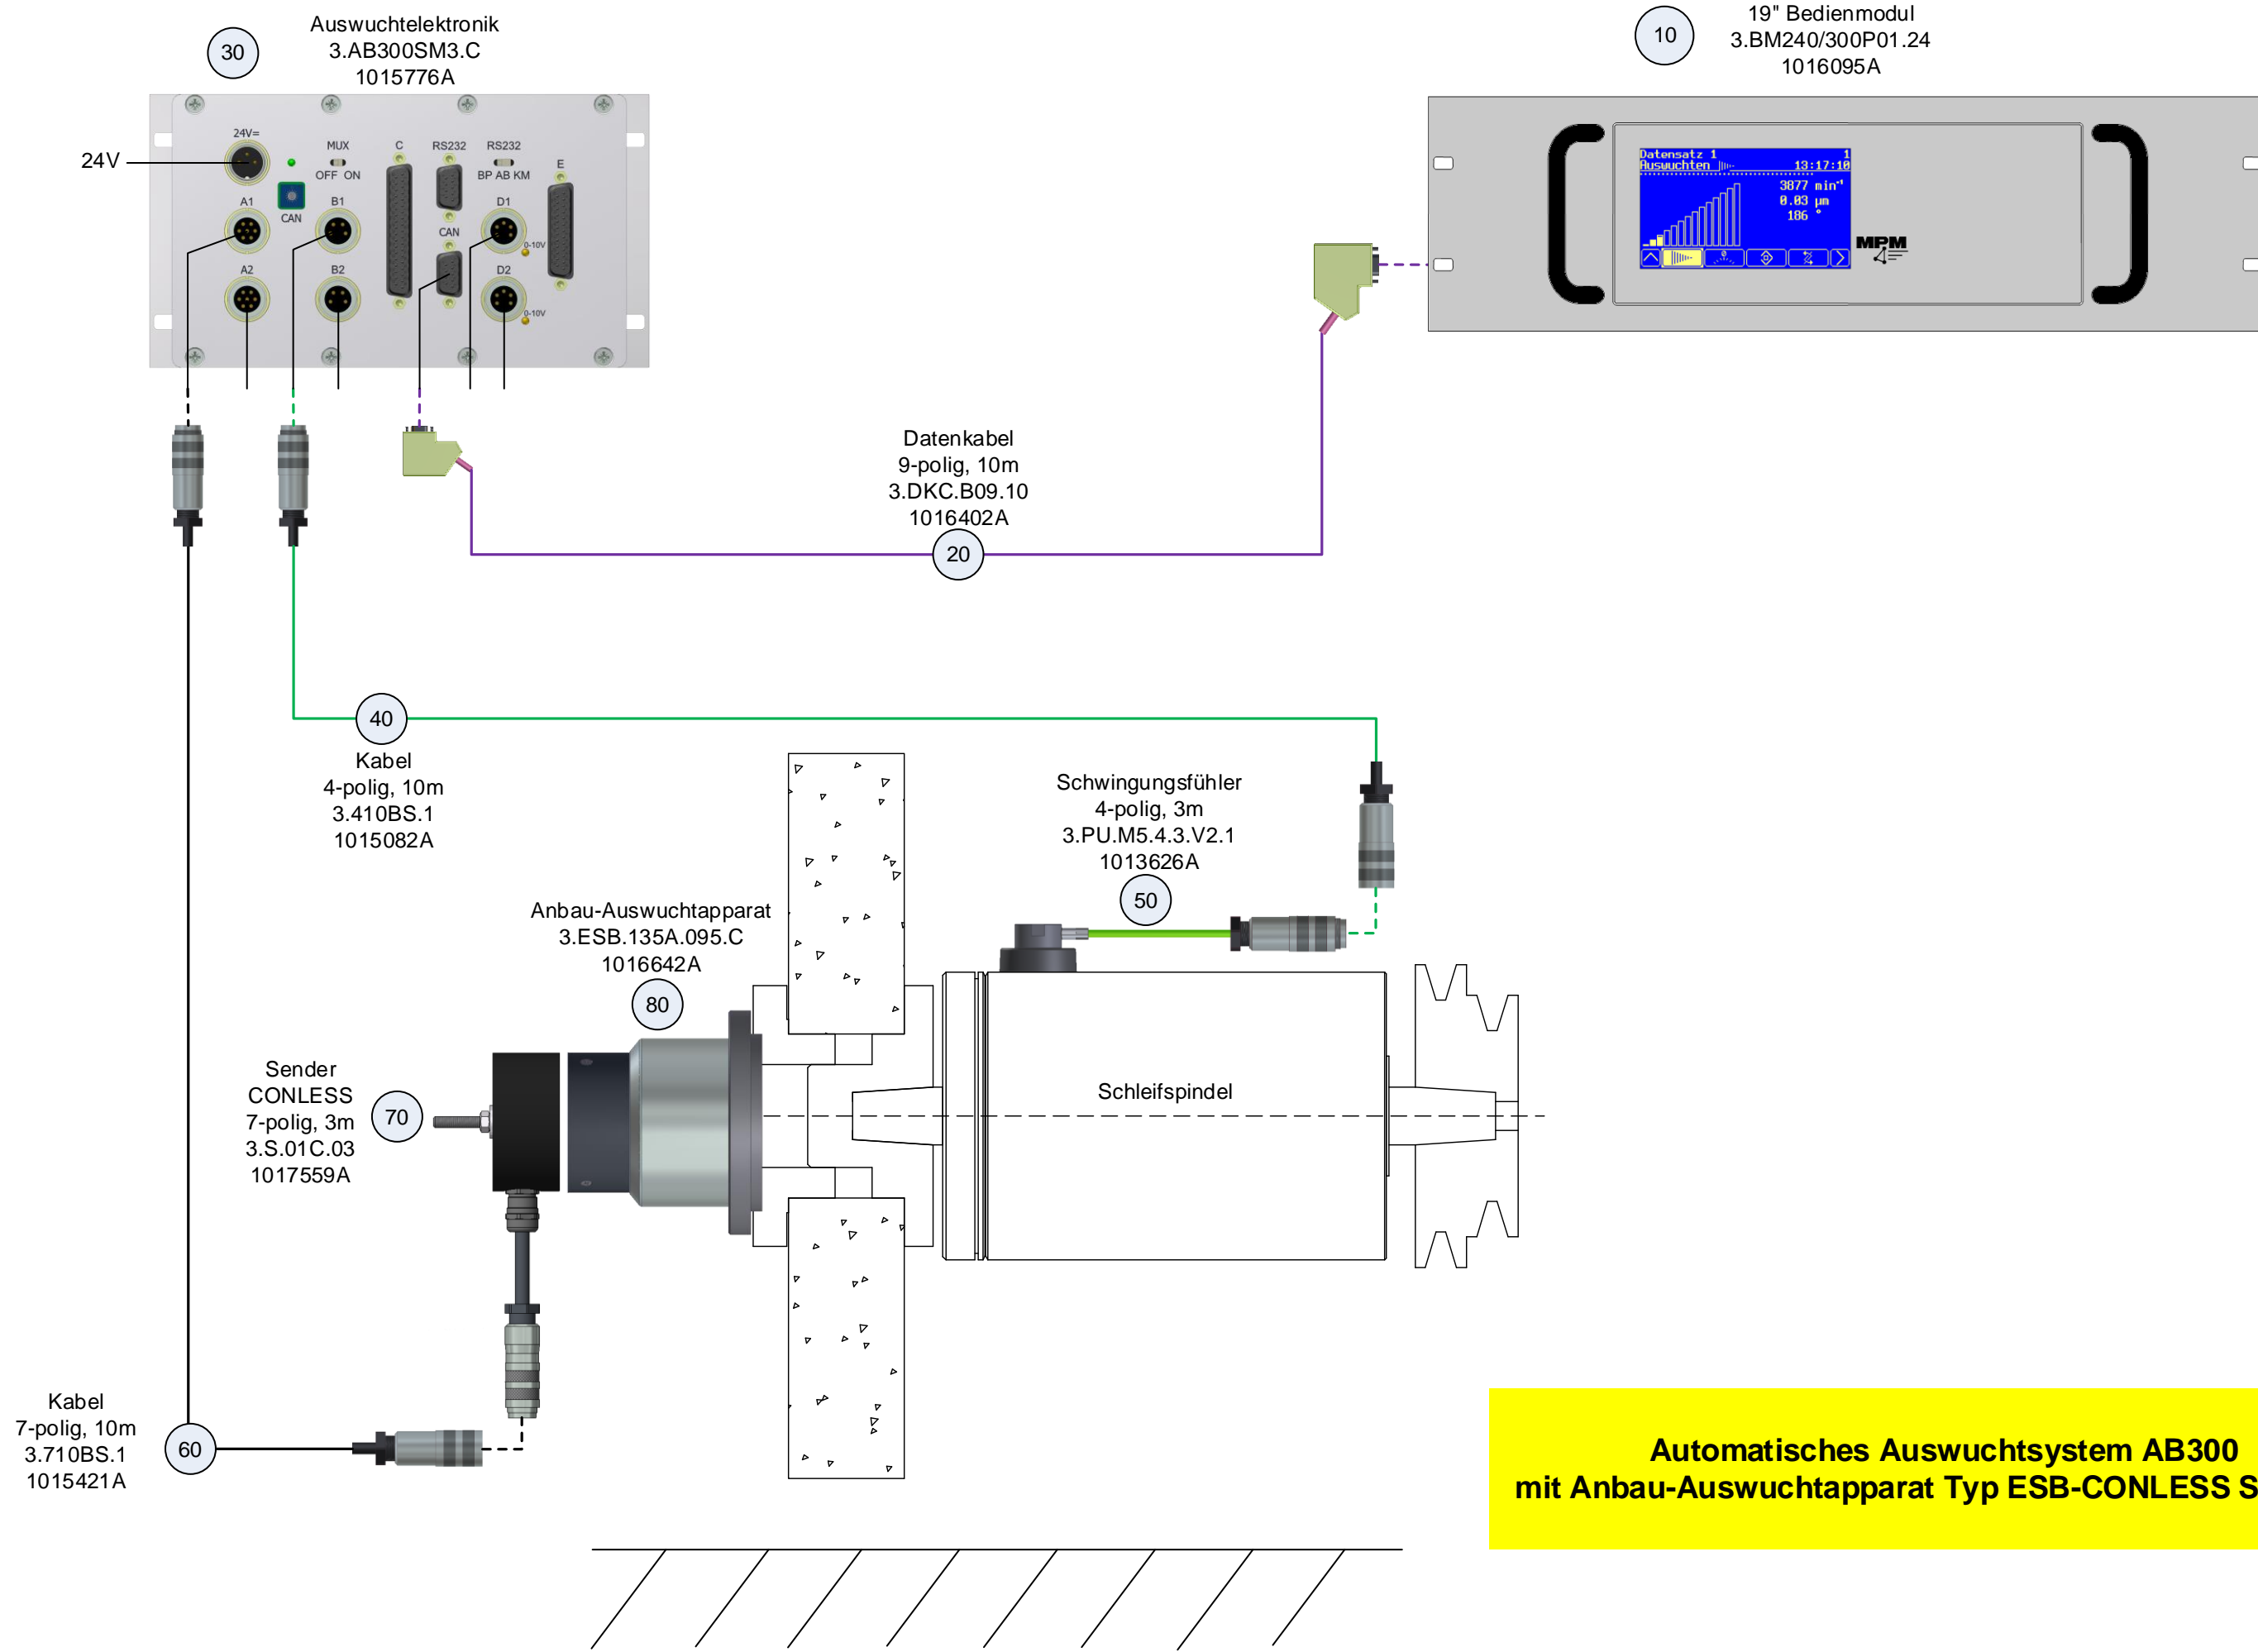 30
Auswuchtelektronik
3.AB300SM3.C
1015776A
10
19" Bedienmodul
3.BM240/300P01.24
1016095A
24V
24V=
MUX
OFF ON
C
RS232
RS232
BP AB KM
E
CAN
A1
B1
CAN
D1
0-10V
A2
B2
D2
0-10V
Datensatz 1 1
Auswuchten 13:17:10
3877 min⁻¹
0.03 µm
186 °
MPM
Datenkabel
9-polig, 10m
3.DKC.B09.10
1016402A
20
40
Kabel
4-polig, 10m
3.410BS.1
1015082A
Schwingungsfühler
4-polig, 3m
3.PU.M5.4.3.V2.1
1013626A
50
Anbau-Auswuchtapparat
3.ESB.135A.095.C
1016642A
80
Sender
CONLESS
7-polig, 3m
3.S.01C.03
1017559A
70
Schleifspindel
Kabel
7-polig, 10m
3.710BS.1
1015421A
60
Automatisches Auswuchtsystem AB300
mit Anbau-Auswuchtapparat Typ ESB-CONLESS S